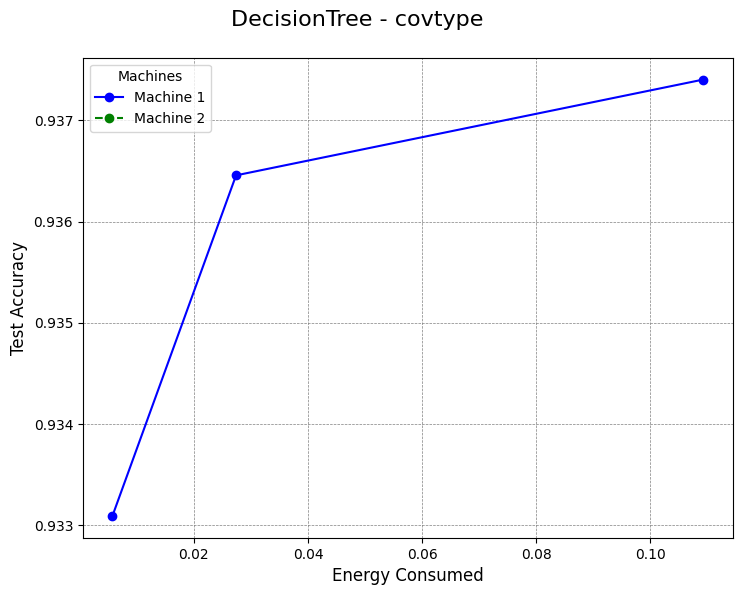 DecisionTree - covtype
Machines
Machine 1
Machine 2
0.937
0.936
0.935
0.934
0.933
Test Accuracy
0.02 0.04 0.06 0.08 0.10
Energy Consumed